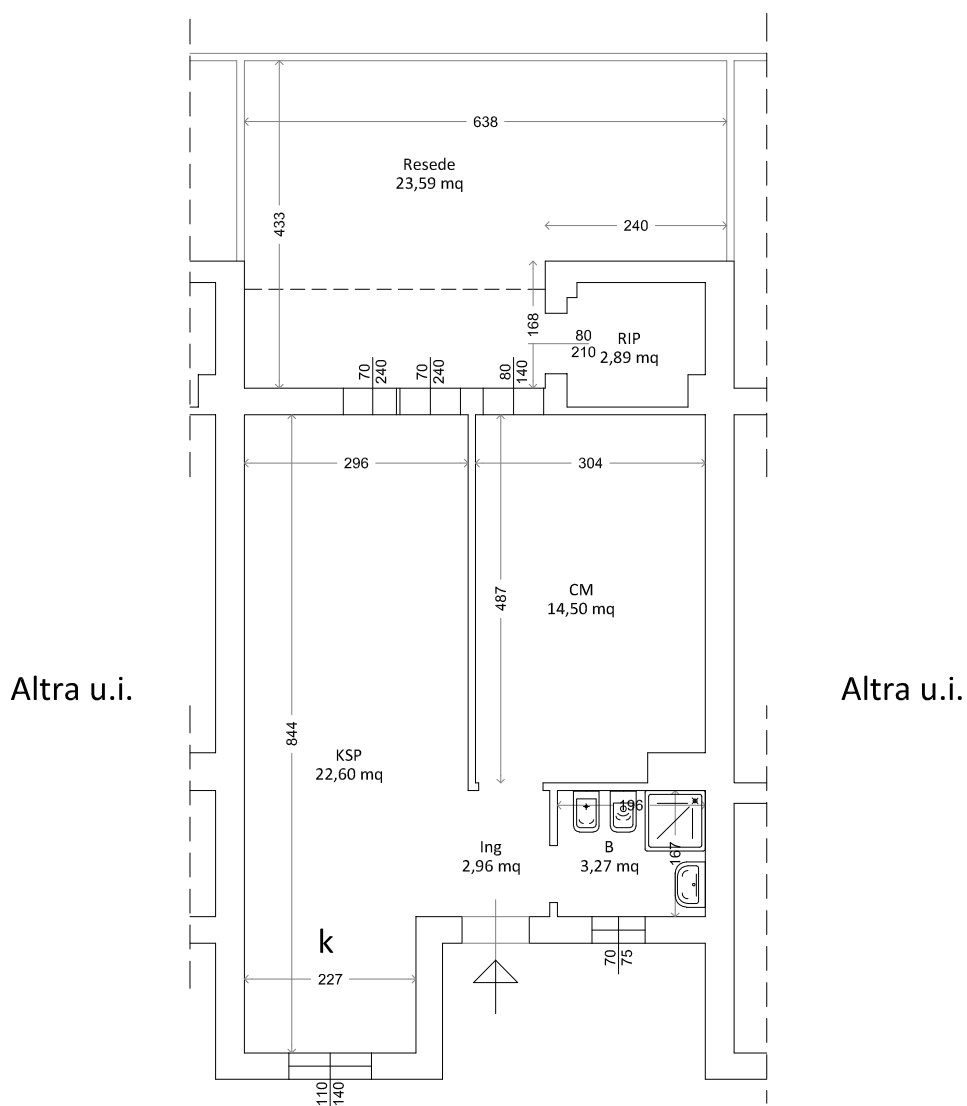 638
Resede
23,59 mq
433
240
168
80
210
RIP
2,89 mq
70
240
70
240
80
140
296
304
CM
14,50 mq
487
Altra u.i.
Altra u.i.
844
KSP
22,60 mq
196
167
Ing
2,96 mq
B
3,27 mq
k
227
70
75
110
140